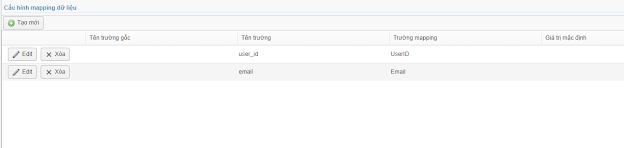 Cấu hình mapping dữ liệu
Tạo mới
Tên trường gốc Tên trường Trường mapping Giá trị mặc định
Edit Xóa user_id UserID
Edit Xóa email Email